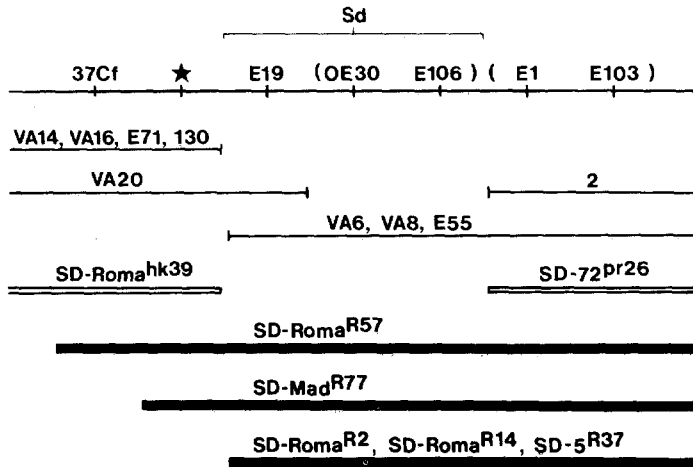 Sd
37Cf ★ E19 (OE30 E106) ( E1 E103 )
VA14, VA16, E71, 130
VA20 2
VA6, VA8, E55
SD-Roma^hk39 SD-72^pr26
SD-Roma^R57
SD-Mad^R77
SD-Roma^R2, SD-Roma^R14, SD-5^R37